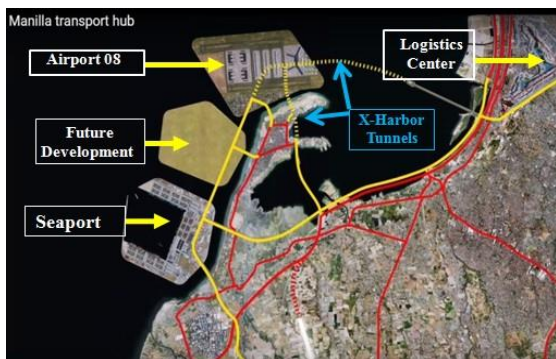 Manilla transport hub
Airport 08
Logistics
Center
X-Harbor
Tunnels
Future
Development
Seaport